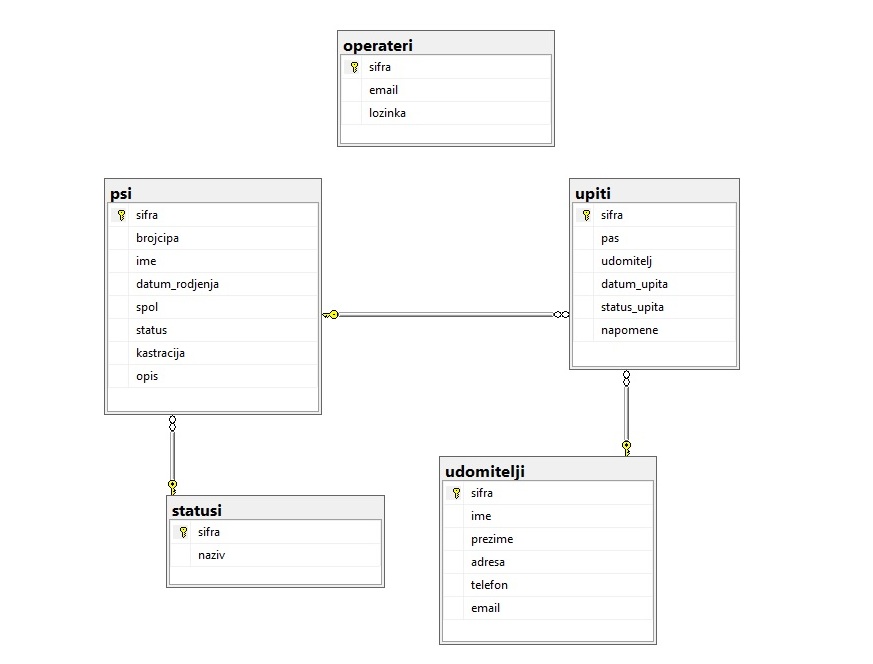 operateri
sifra
email
lozinka
psi
sifra
brojcipa
ime
datum_rodjenja
spol
status
kastracija
opis
upiti
sifra
pas
udomitelj
datum_upita
status_upita
napomene
statusi
sifra
naziv
udomitelji
sifra
ime
prezime
adresa
telefon
email